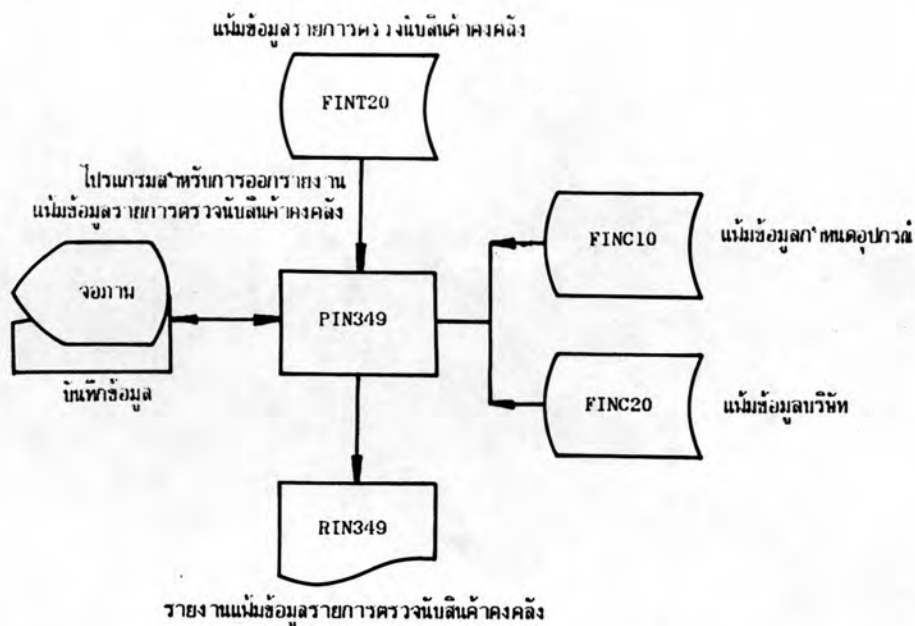 แฟ้มข้อมูลรายการตรวจนับสินค้าคงคลัง
FINT20
โปรแกรมสำหรับการออกรายงาน
แฟ้มข้อมูลรายการตรวจนับสินค้าคงคลัง
FINC10
แฟ้มข้อมูลกำหนดอุปกรณ์
จอภาพ
PIN349
บันทึกข้อมูล
FINC20
แฟ้มข้อมูลบริษัท
RIN349
รายงานแฟ้มข้อมูลรายการตรวจนับสินค้าคงคลัง